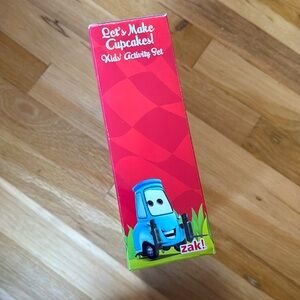 Let's Make
Cupcakes!
Kids' Activity Set
zak!